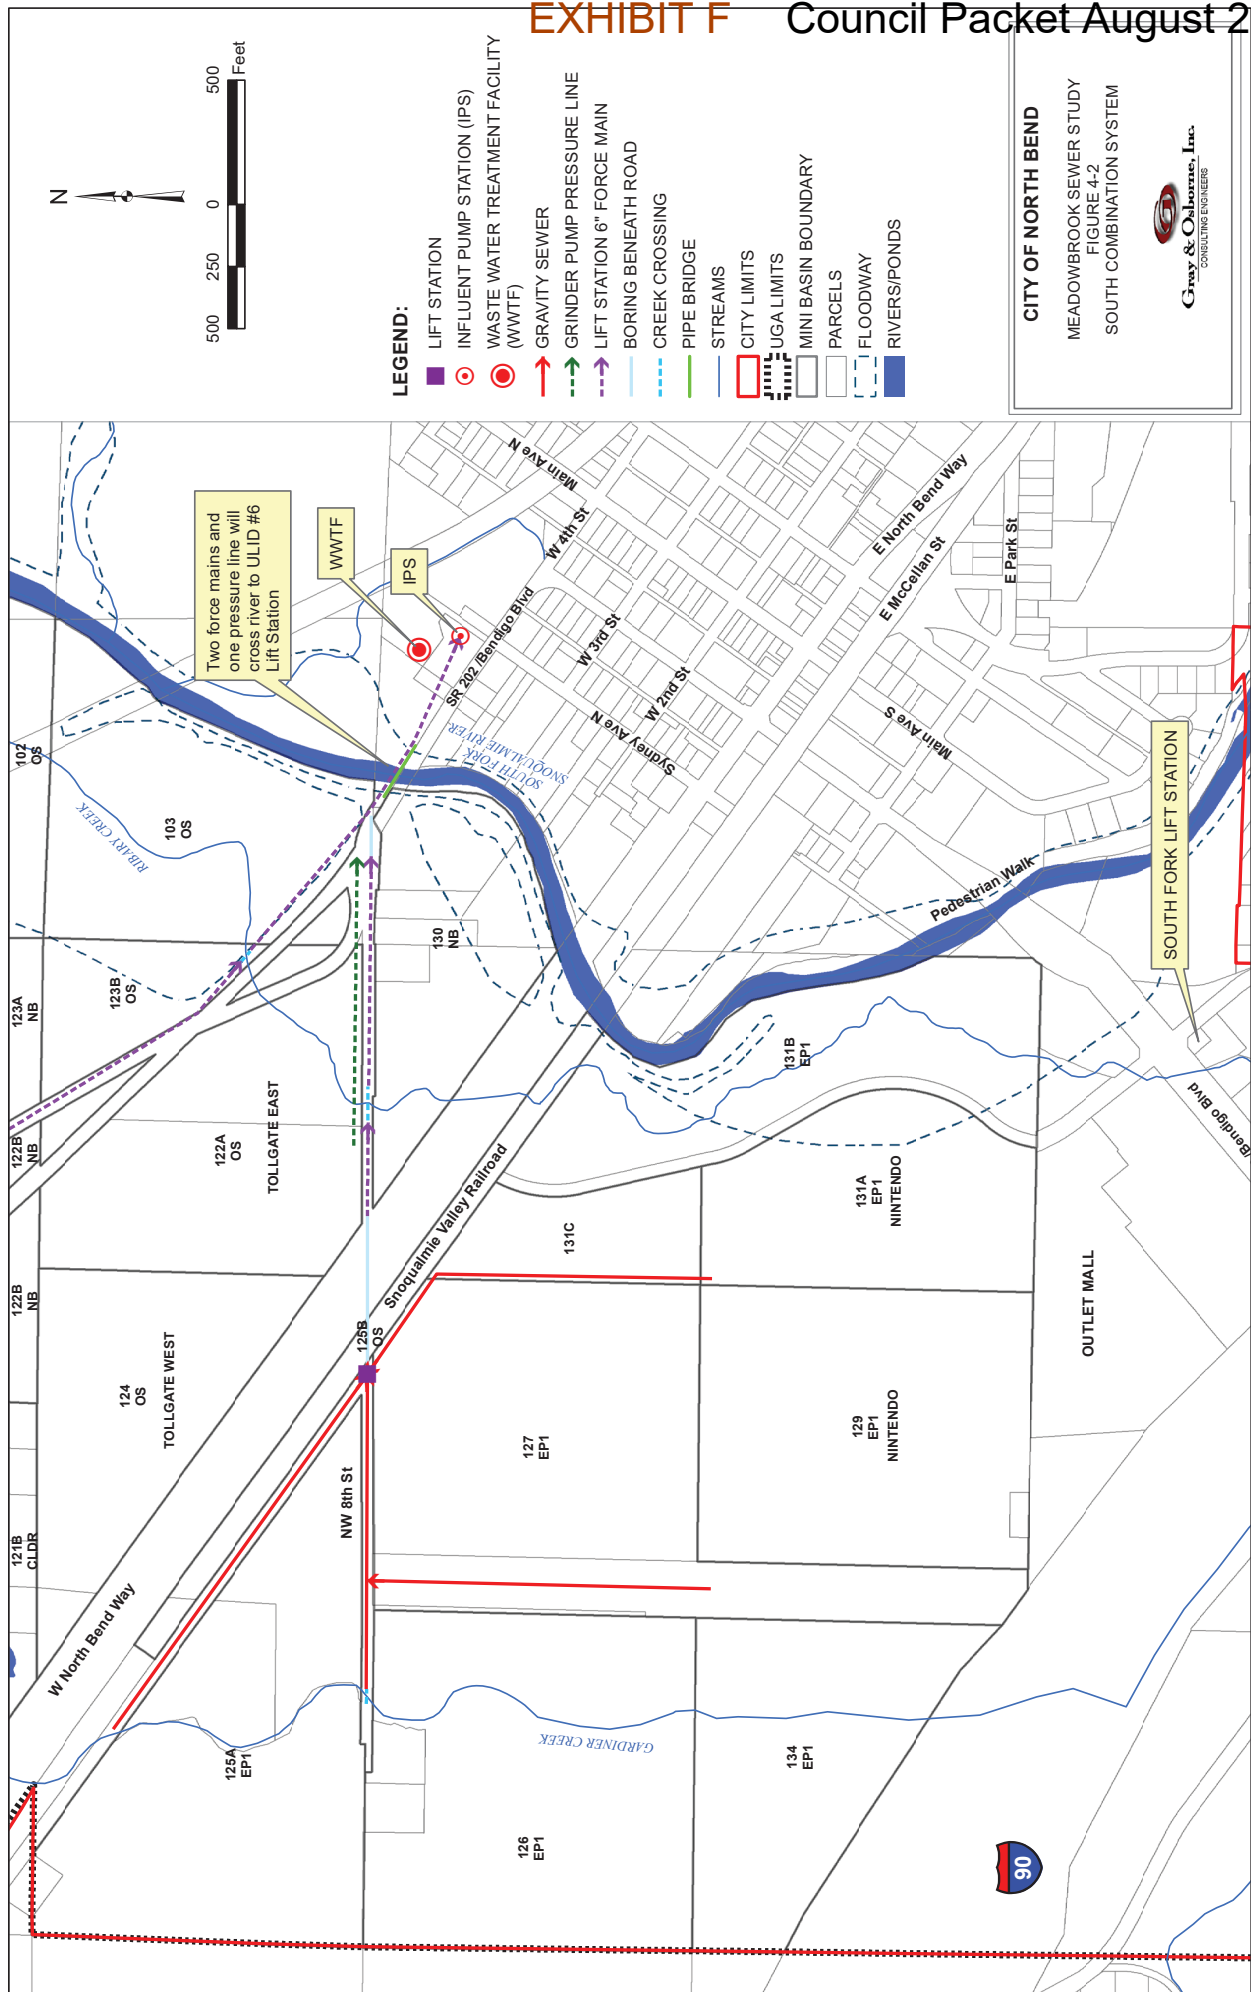 EXHIBIT F
Council Packet August 2
N
500
250
0
500
Feet
LEGEND:
LIFT STATION
INFLUENT PUMP STATION (IPS)
WASTE WATER TREATMENT FACILITY
(WWTF)
GRAVITY SEWER
GRINDER PUMP PRESSURE LINE
LIFT STATION 6" FORCE MAIN
BORING BENEATH ROAD
CREEK CROSSING
PIPE BRIDGE
STREAMS
CITY LIMITS
UGA LIMITS
MINI BASIN BOUNDARY
PARCELS
FLOODWAY
RIVERS/PONDS
CITY OF NORTH BEND
MEADOWBROOK SEWER STUDY
FIGURE 4-2
SOUTH COMBINATION SYSTEM
G
Gray & Osborne, Inc.
CONSULTING ENGINEERS
Two force mains and
one pressure line will
cross river to ULID #6
Lift Station
WWTF
IPS
SOUTH FORK LIFT STATION
Main Ave N
W 4th St
SR 202 /Bendigo Blvd
W 3rd St
W 2nd St
Sydney Ave N
E North Bend Way
E McCellan St
E Park St
Main Ave S
Pedestrian Walk
/Bendigo Blvd
SOUTH FORK
SNOQUALMIE RIVER
RIBARY CREEK
102
OS
103
OS
123A
NB
123B
OS
130
NB
122B
NB
122A
OS
TOLLGATE EAST
131B
EP1
131A
EP1
NINTENDO
131C
Snoqualmie Valley Railroad
122B
NB
124
OS
TOLLGATE WEST
125B
OS
OUTLET MALL
121B
CLDR
NW 8th St
127
EP1
129
EP1
NINTENDO
W North Bend Way
125A
EP1
GARDINER CREEK
134
EP1
126
EP1
90